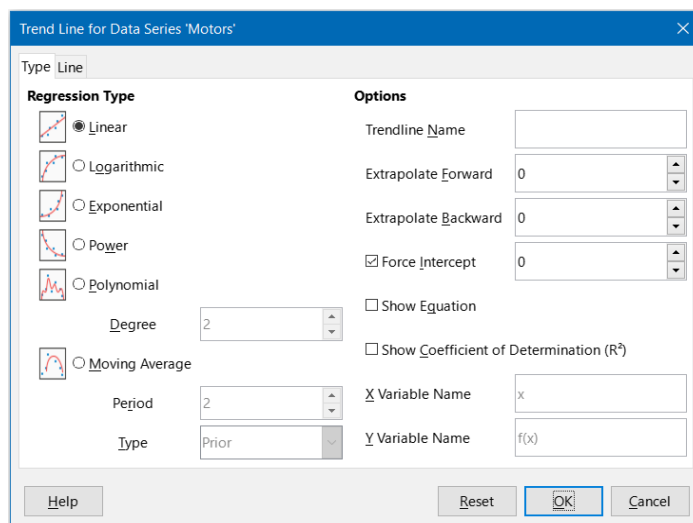 Trend Line for Data Series 'Motors'
Type Line
Regression Type
Linear
Logarithmic
Exponential
Power
Polynomial
Degree 2
Moving Average
Period 2
Type Prior
Options
Trendline Name
Extrapolate Forward 0
Extrapolate Backward 0
Force Intercept 0
Show Equation
Show Coefficient of Determination (R²)
X Variable Name x
Y Variable Name f(x)
Help Reset OK Cancel